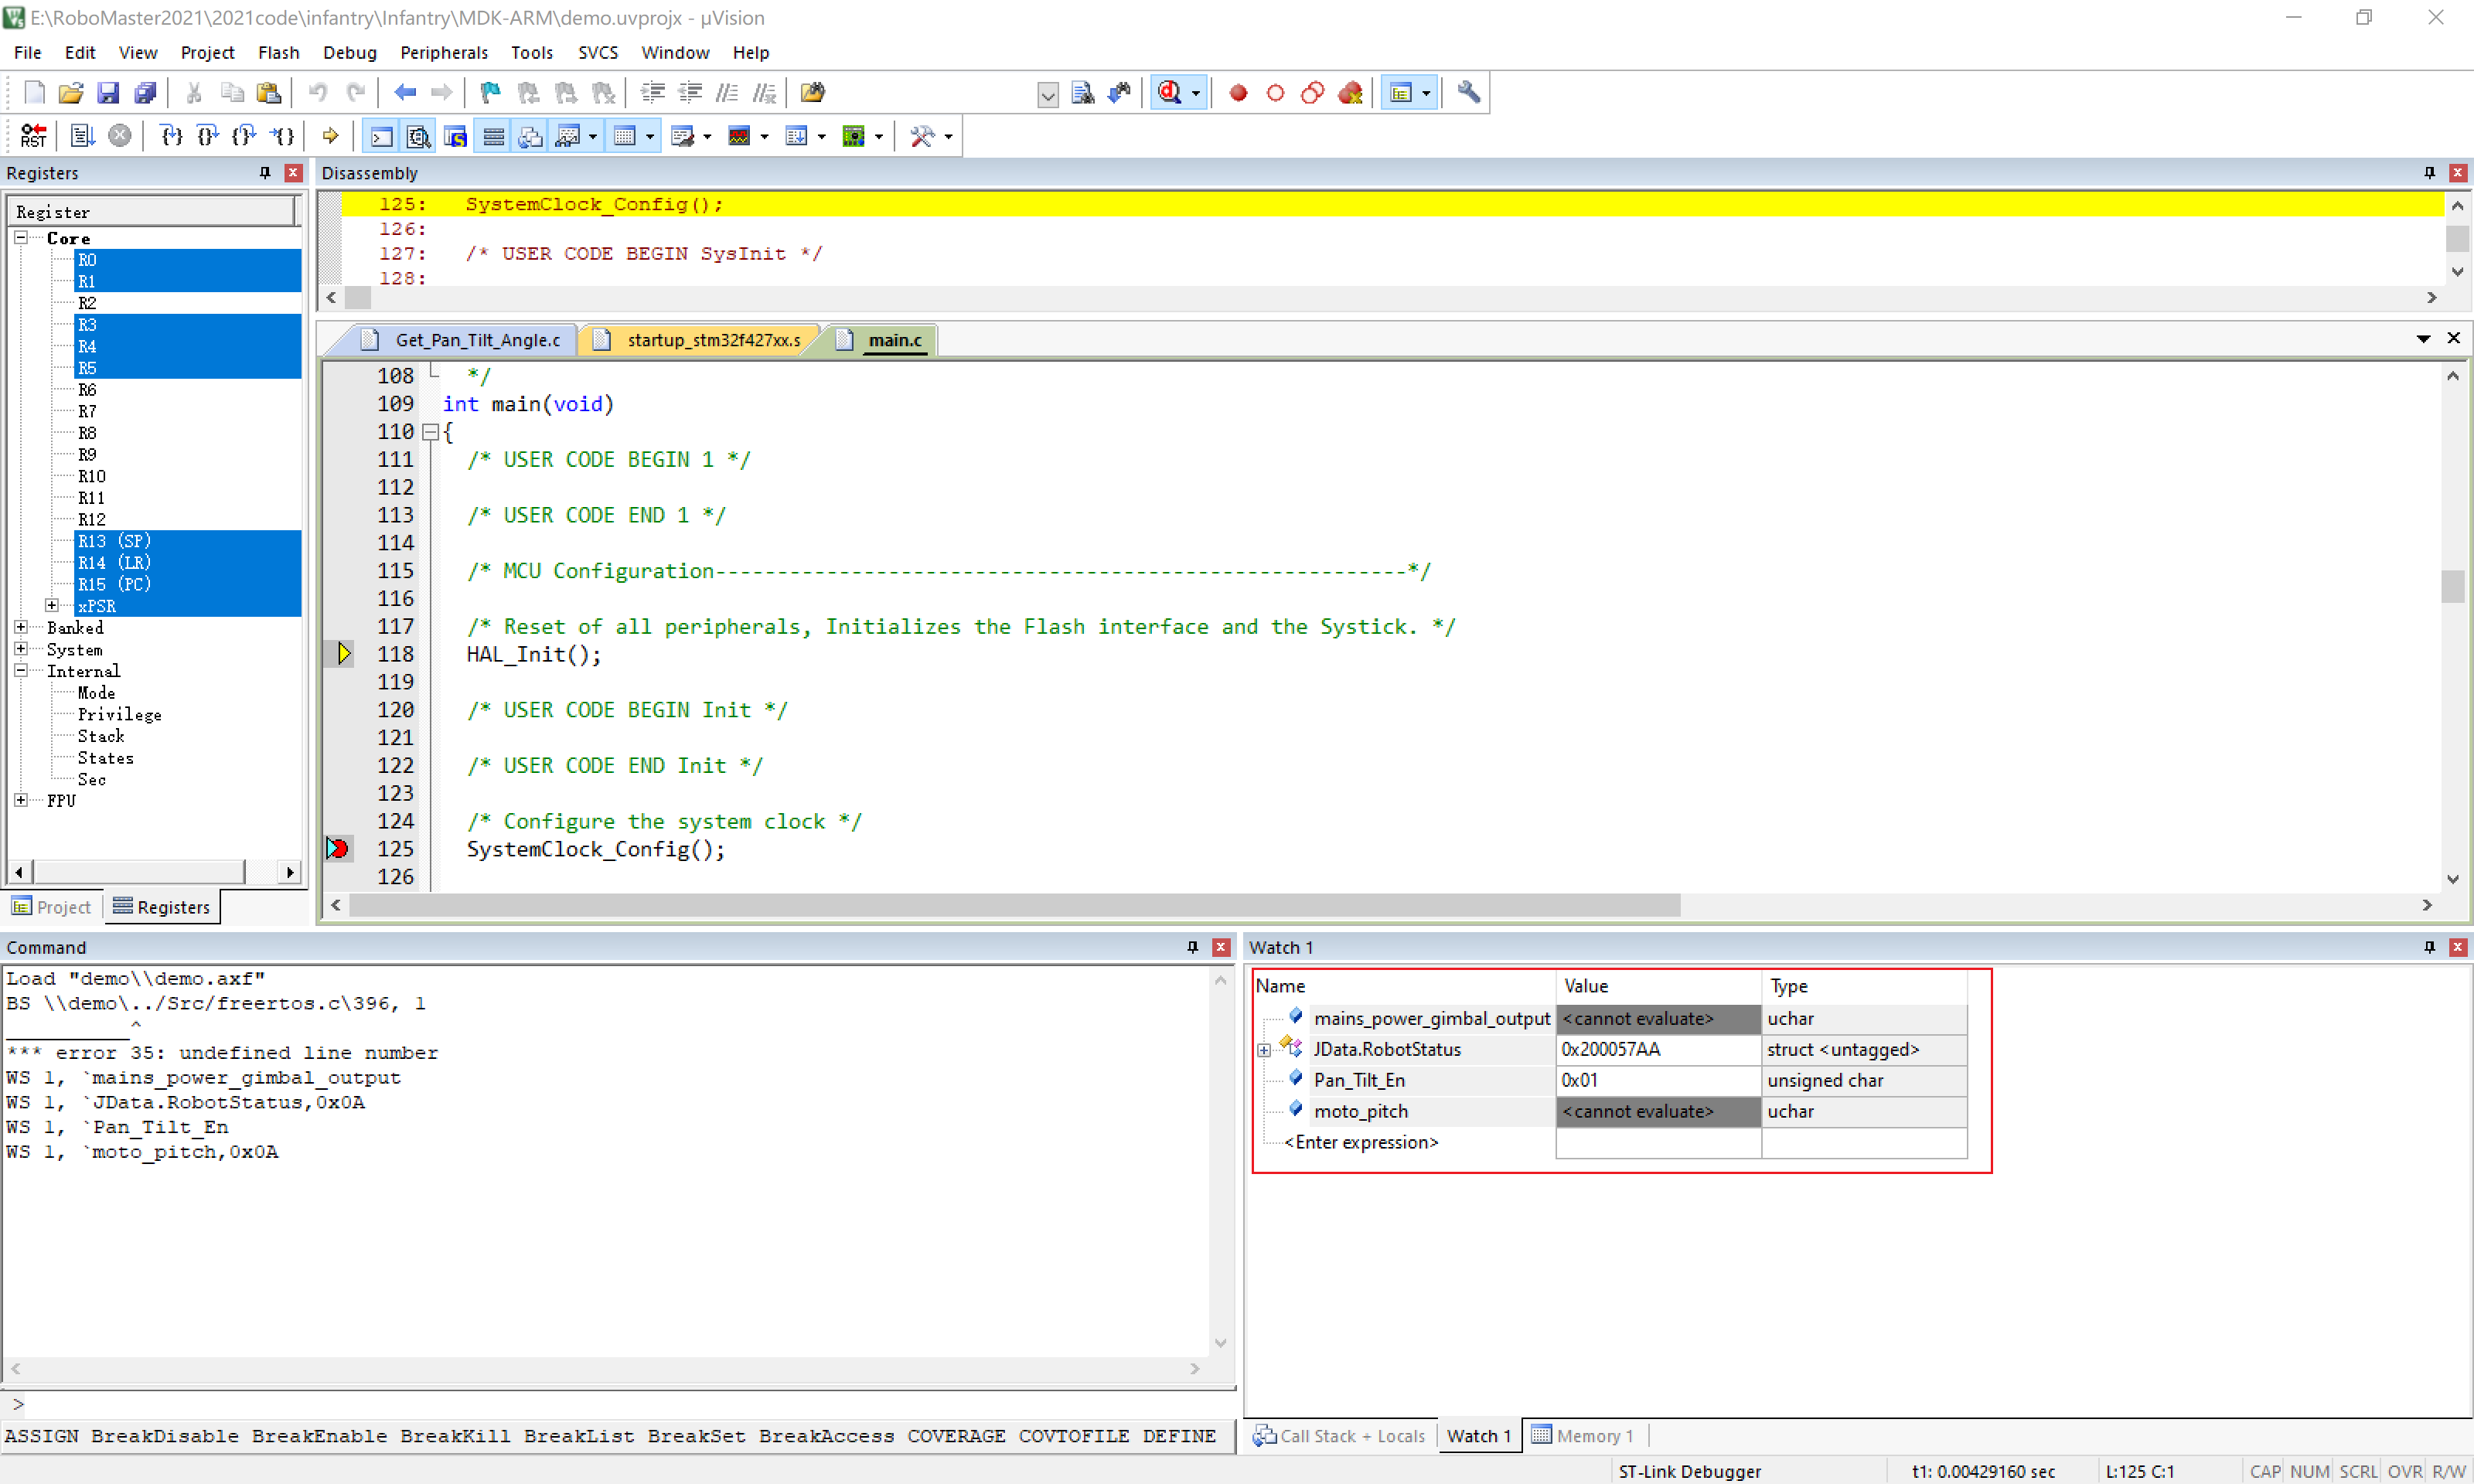 E:\RoboMaster2021\2021code\infantry\Infantry\MDK-ARM\demo.uvprojx - µVision
File Edit View Project Flash Debug Peripherals Tools SVCS Window Help
RST
Registers
Register
Core
R0
R1
R2
R3
R4
R5
R6
R7
R8
R9
R10
R11
R12
R13 (SP)
R14 (LR)
R15 (PC)
xPSR
Banked
System
Internal
Mode
Privilege
Stack
States
Sec
FPU
Project Registers
Disassembly
125: SystemClock_Config();
126:
127: /* USER CODE BEGIN SysInit */
128:
Get_Pan_Tilt_Angle.c startup_stm32f427xx.s main.c
108 */
109 int main(void)
110 {
111 /* USER CODE BEGIN 1 */
112
113 /* USER CODE END 1 */
114
115 /* MCU Configuration--------------------------------------------------------*/
116
117 /* Reset of all peripherals, Initializes the Flash interface and the Systick. */
118 HAL_Init();
119
120 /* USER CODE BEGIN Init */
121
122 /* USER CODE END Init */
123
124 /* Configure the system clock */
125 SystemClock_Config();
126
Command
Load "demo\\demo.axf"
BS \\demo\../Src/freertos.c\396, 1
__________^
*** error 35: undefined line number
WS 1, `mains_power_gimbal_output
WS 1, `JData.RobotStatus,0x0A
WS 1, `Pan_Tilt_En
WS 1, `moto_pitch,0x0A
>
ASSIGN BreakDisable BreakEnable BreakKill BreakList BreakSet BreakAccess COVERAGE COVTOFILE DEFINE
Watch 1
Name Value Type
mains_power_gimbal_output <cannot evaluate> uchar
JData.RobotStatus 0x200057AA struct <untagged>
Pan_Tilt_En 0x01 unsigned char
moto_pitch <cannot evaluate> uchar
<Enter expression>
Call Stack + Locals Watch 1 Memory 1
ST-Link Debugger t1: 0.00429160 sec L:125 C:1 CAP NUM SCRL OVR R/W